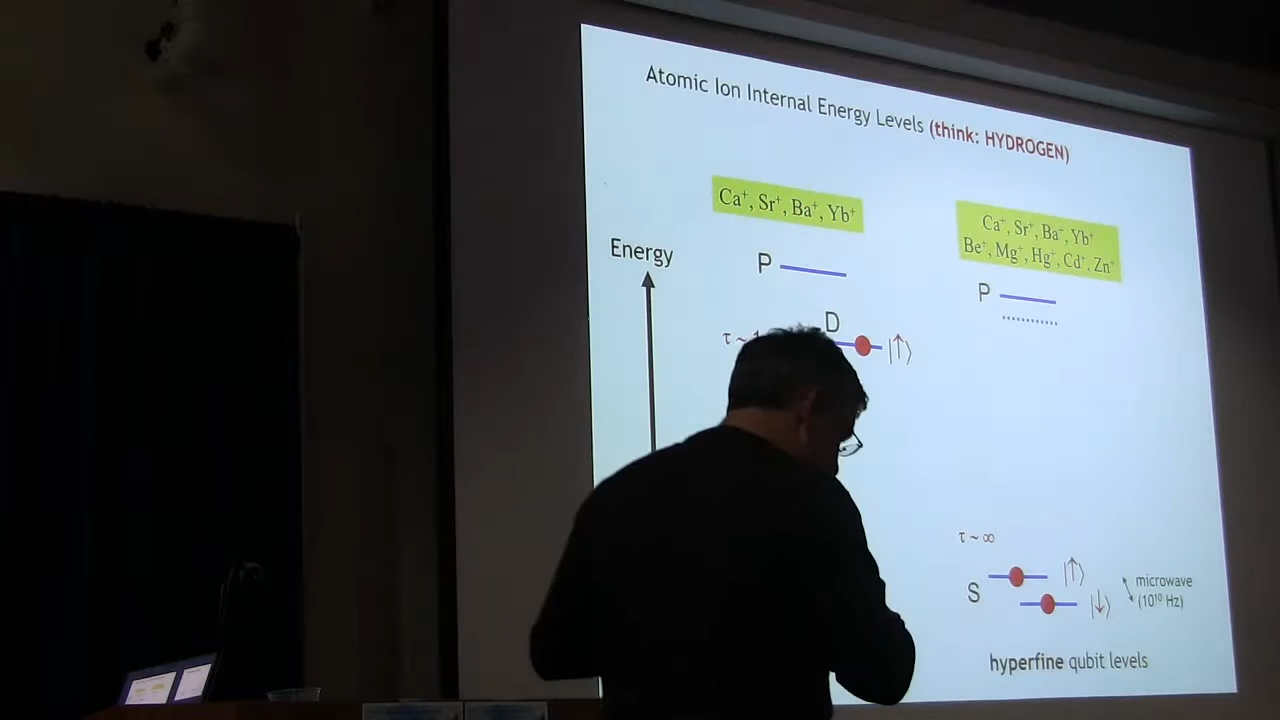 Atomic Ion Internal Energy Levels (think: HYDROGEN)
Ca⁺, Sr⁺, Ba⁺, Yb⁺
Ca⁺, Sr⁺, Ba⁺, Yb⁺
Be⁺, Mg⁺, Hg⁺, Cd⁺, Zn⁺
Energy
P
P
D
τ ~
|↑⟩
τ ~ ∞
S
|↑⟩
|↓⟩
microwave
(10¹⁰ Hz)
hyperfine qubit levels